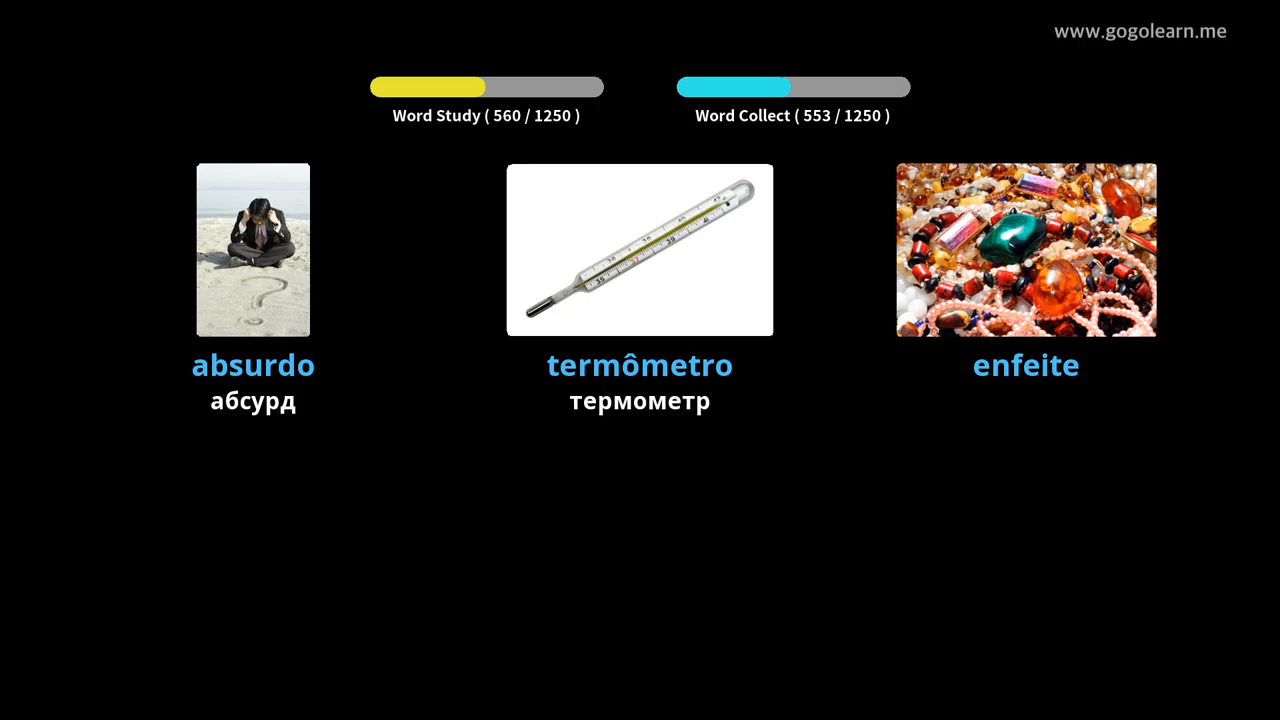 www.gogolearn.me
Word Study ( 560 / 1250 )
Word Collect ( 553 / 1250 )
absurdo
абсурд
termômetro
термометр
enfeite